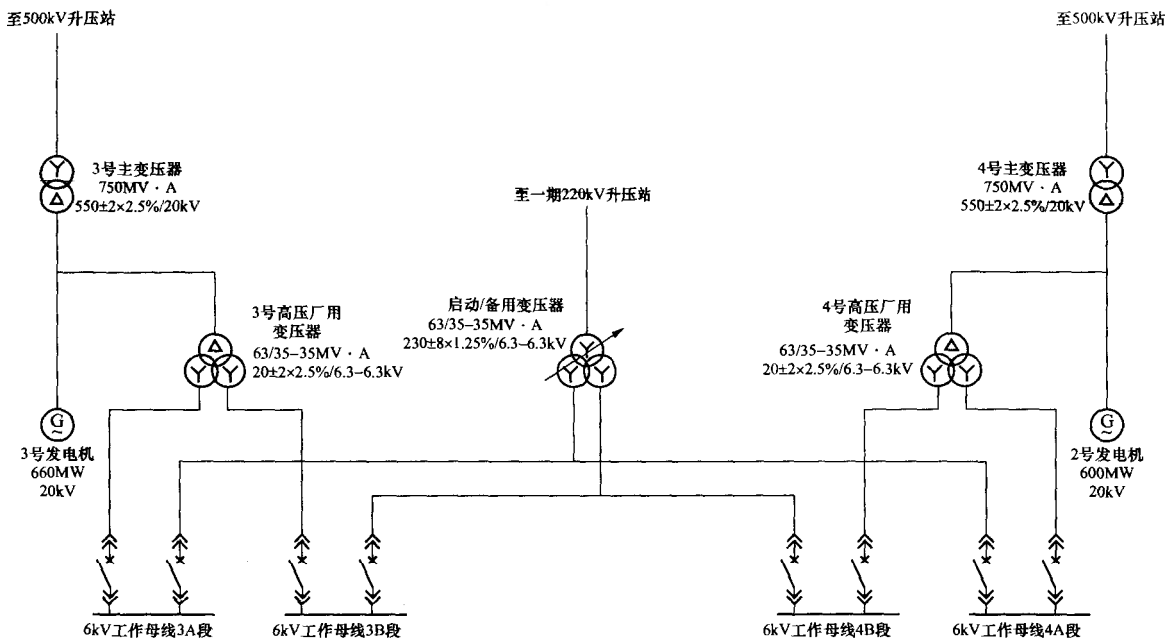 至500kV升压站
至500kV升压站
3号主变压器
750MV·A
550±2×2.5%/20kV
4号主变压器
750MV·A
550±2×2.5%/20kV
至一期220kV升压站
3号高压厂用
变压器
63/35-35MV·A
20±2×2.5%/6.3-6.3kV
启动/备用变压器
63/35-35MV·A
230±8×1.25%/6.3-6.3kV
4号高压厂用
变压器
63/35-35MV·A
20±2×2.5%/6.3-6.3kV
G
~
3号发电机
660MW
20kV
G
~
2号发电机
600MW
20kV
6kV工作母线3A段
6kV工作母线3B段
6kV工作母线4B段
6kV工作母线4A段